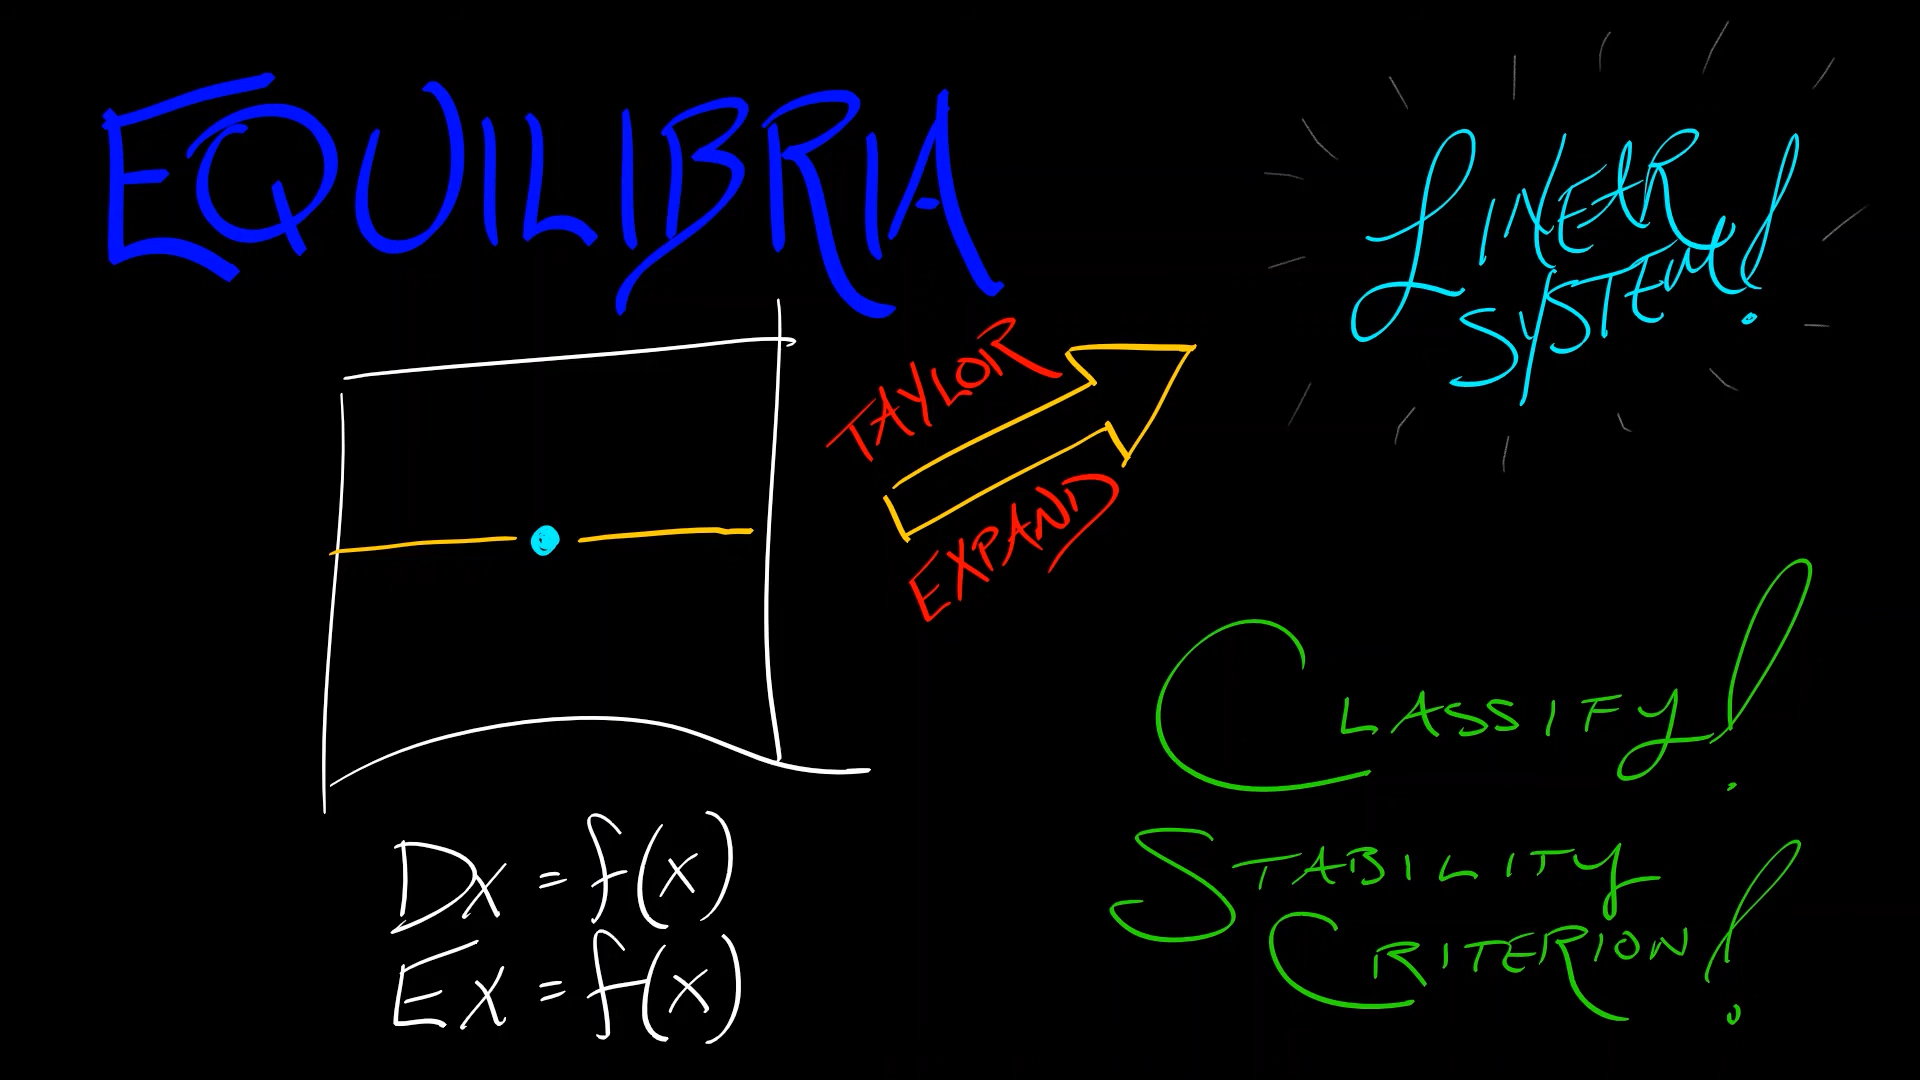 EQUILIBRIA
LINEAR
SYSTEM!
TAYLOR
EXPAND
CLASSIFY!
STABILITY
CRITERION!
Dx = f(x)
Ex = f(x)